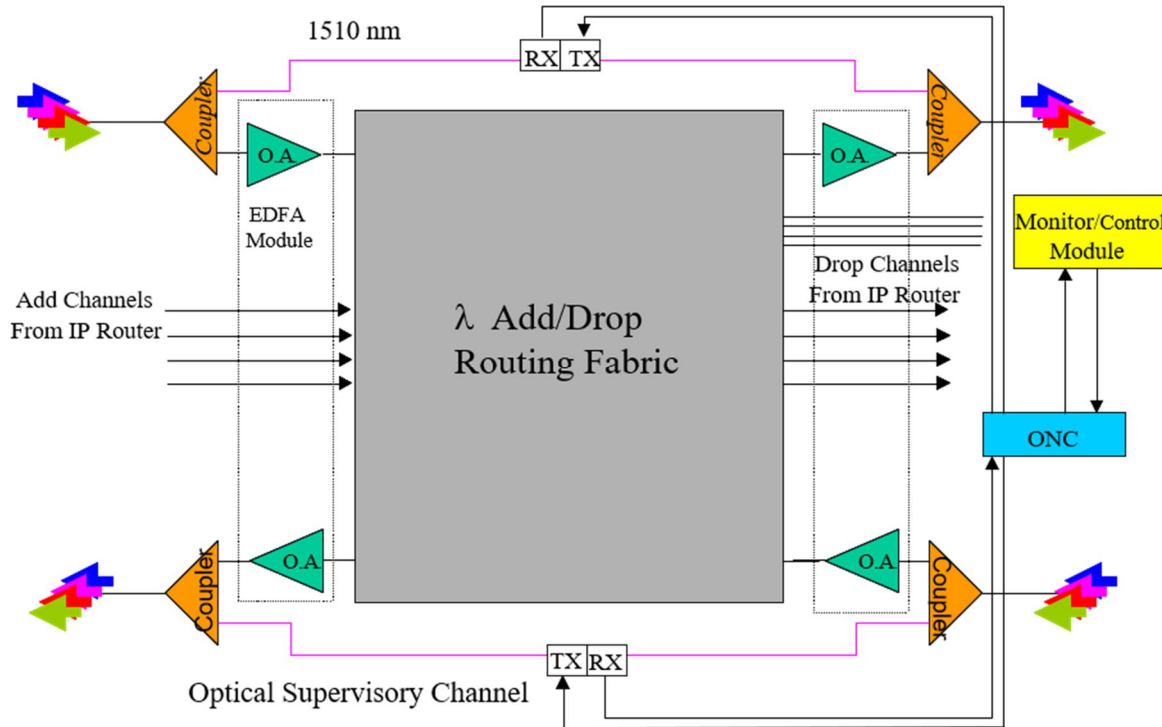 1510 nm
RX TX
Coupler
Coupler
O.A.
O.A.
EDFA
Module
Monitor/Control
Module
Drop Channels
From IP Router
Add Channels
From IP Router
λ Add/Drop
Routing Fabric
ONC
O.A.
O.A.
Coupler
Coupler
TX RX
Optical Supervisory Channel